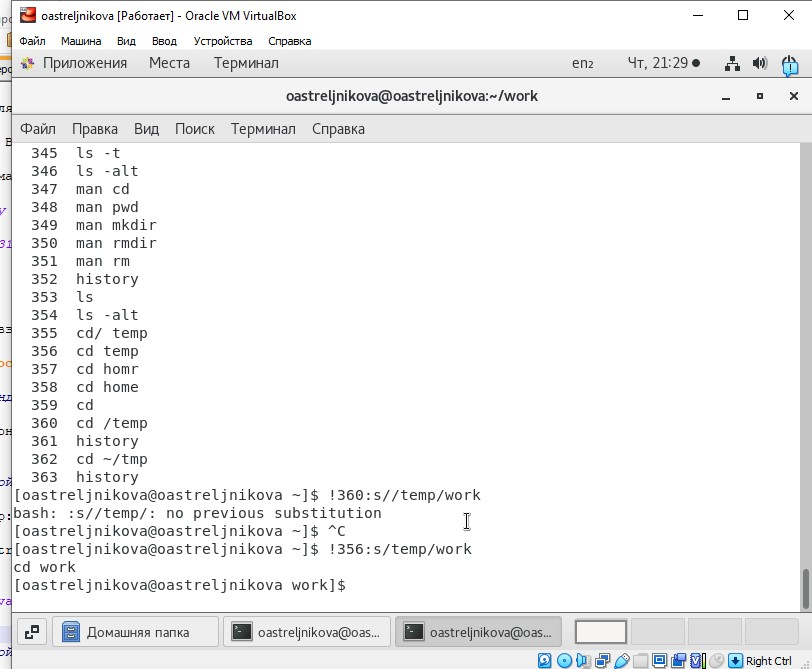 oastreljnikova [Работает] - Oracle VM VirtualBox
Файл Машина Вид Ввод Устройства Справка
Приложения Места Терминал en₂ Чт, 21:29
oastreljnikova@oastreljnikova:~/work
Файл Правка Вид Поиск Терминал Справка
345 ls -t
346 ls -alt
347 man cd
348 man pwd
349 man mkdir
350 man rmdir
351 man rm
352 history
353 ls
354 ls -alt
355 cd/ temp
356 cd temp
357 cd homr
358 cd home
359 cd
360 cd /temp
361 history
362 cd ~/tmp
363 history
[oastreljnikova@oastreljnikova ~]$ !360:s//temp/work
bash: :s//temp/: no previous substitution
[oastreljnikova@oastreljnikova ~]$ ^C
[oastreljnikova@oastreljnikova ~]$ !356:s/temp/work
cd work
[oastreljnikova@oastreljnikova work]$
Домашняя папка oastreljnikova@oas... oastreljnikova@oas...
Right Ctrl